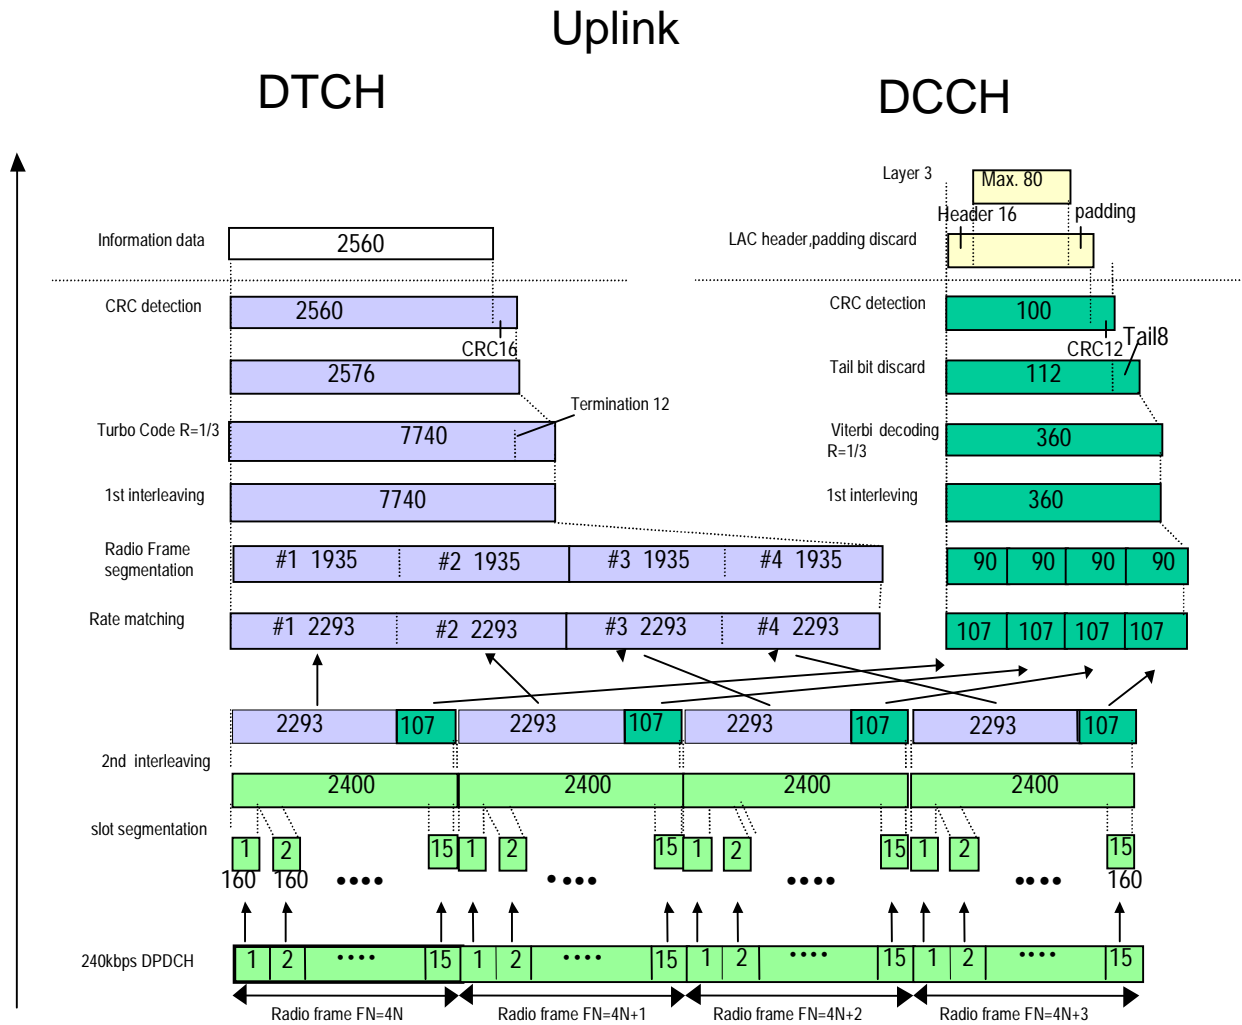 Uplink
DTCH
DCCH
Layer 3
Max. 80
Header 16
padding
Information data
2560
LAC header,padding discard
CRC detection
2560
CRC16
CRC detection
100
CRC12
Tail8
2576
Tail bit discard
112
Termination 12
Turbo Code R=1/3
7740
Viterbi decoding
R=1/3
360
1st interleaving
7740
1st interleving
360
Radio Frame
segmentation
#1 1935
#2 1935
#3 1935
#4 1935
90
90
90
90
Rate matching
#1 2293
#2 2293
#3 2293
#4 2293
107
107
107
107
2293
107
2293
107
2293
107
2293
107
2nd interleaving
2400
2400
2400
2400
slot segmentation
1
2
15
1
2
15
1
2
15
1
2
15
160
160
••••
••••
••••
••••
160
240kbps DPDCH
1
2
••••
15
1
2
••••
15
1
2
••••
15
1
2
••••
15
Radio frame FN=4N
Radio frame FN=4N+1
Radio frame FN=4N+2
Radio frame FN=4N+3